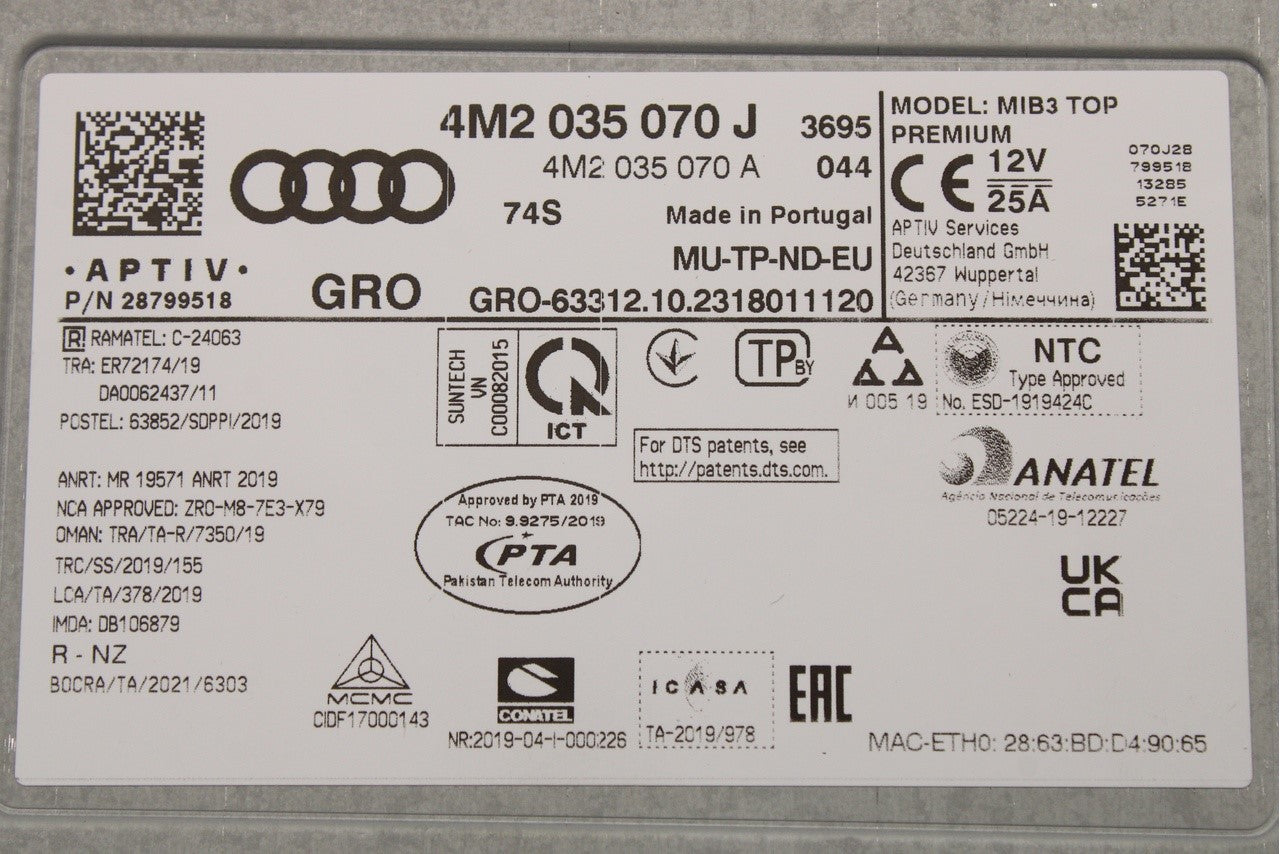 4M2 035 070 J 3695
4M2 035 070 A 044
74S Made in Portugal
MU-TP-ND-EU
·APTIV·
P/N 28799518
GRO GRO-63312.10.2318011120
MODEL: MIB3 TOP
PREMIUM
CE 12V
25A
APTIV Services
Deutschland GmbH
42367 Wuppertal
(Germany/Німеччина)
070J28
799518
13285
5271E
R RAMATEL: C-24063
TRA: ER72174/19
DA0062437/11
POSTEL: 63852/SDPPI/2019
ANRT: MR 19571 ANRT 2019
NCA APPROVED: ZRO-M8-7E3-X79
OMAN: TRA/TA-R/7350/19
TRC/SS/2019/155
LCA/TA/378/2019
IMDA: DB106879
R - NZ
BOCRA/TA/2021/6303
SUNTECH
VN
C00082015
ICT
TP BY
И 005 19
NTC
Type Approved
No. ESD-1919424C
For DTS patents, see
http://patents.dts.com.
ANATEL
Agência Nacional de Telecomunicações
05224-19-12227
Approved by PTA 2019
TAC No: 9.9275/2019
PTA
Pakistan Telecom Authority
UK
CA
MCMC
CIDF17000143
CONATEL
NR:2019-04-I-000226
ICASA
TA-2019/978
EAC
MAC-ETH0: 28:63:BD:D4:90:65